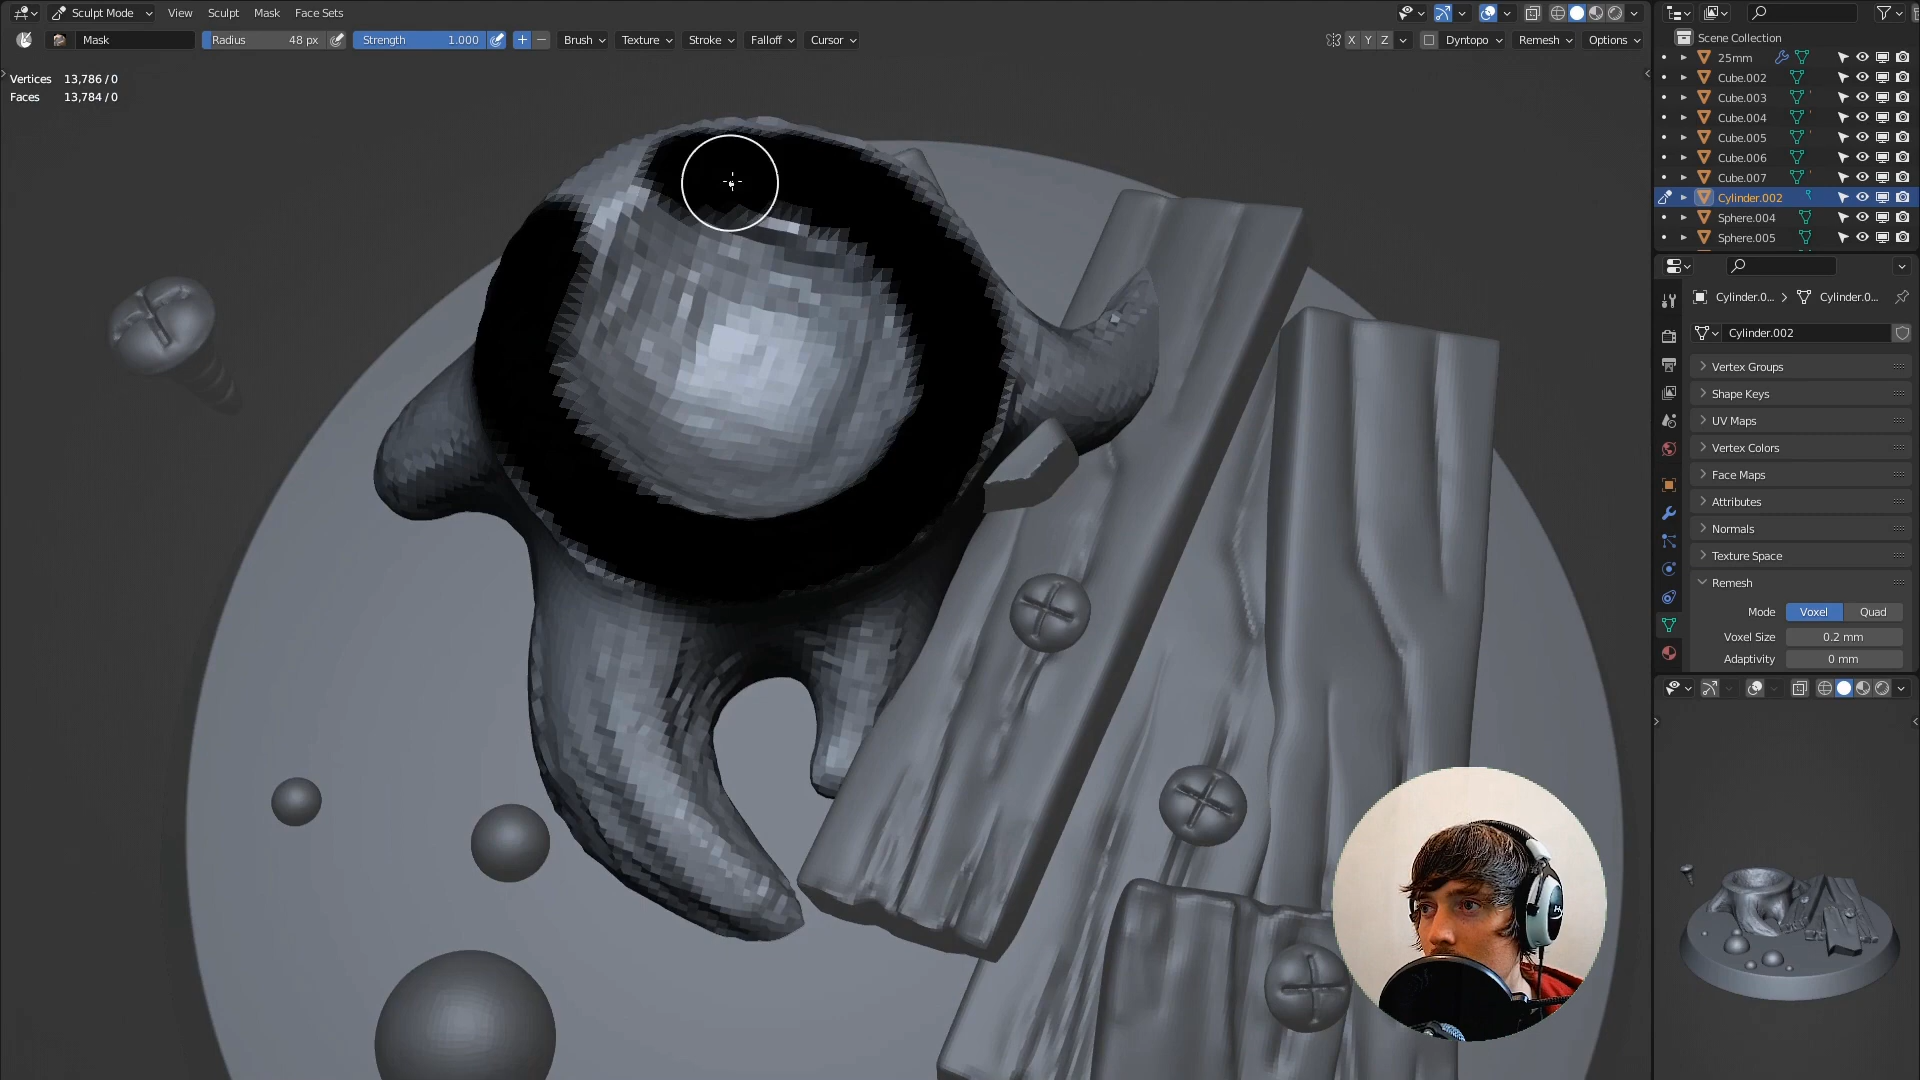 Sculpt Mode View Sculpt Mask Face Sets
Mask Radius 48 px Strength 1.000 Brush Texture Stroke Falloff Cursor X Y Z Dyntopo Remesh Options
Vertices 13,786 / 0
Faces 13,784 / 0
Scene Collection
25mm
Cube.002
Cube.003
Cube.004
Cube.005
Cube.006
Cube.007
Cylinder.002
Sphere.004
Sphere.005
Cylinder.0... Cylinder.0...
Cylinder.002
Vertex Groups
Shape Keys
UV Maps
Vertex Colors
Face Maps
Attributes
Normals
Texture Space
Remesh
Mode Voxel Quad
Voxel Size 0.2 mm
Adaptivity 0 mm